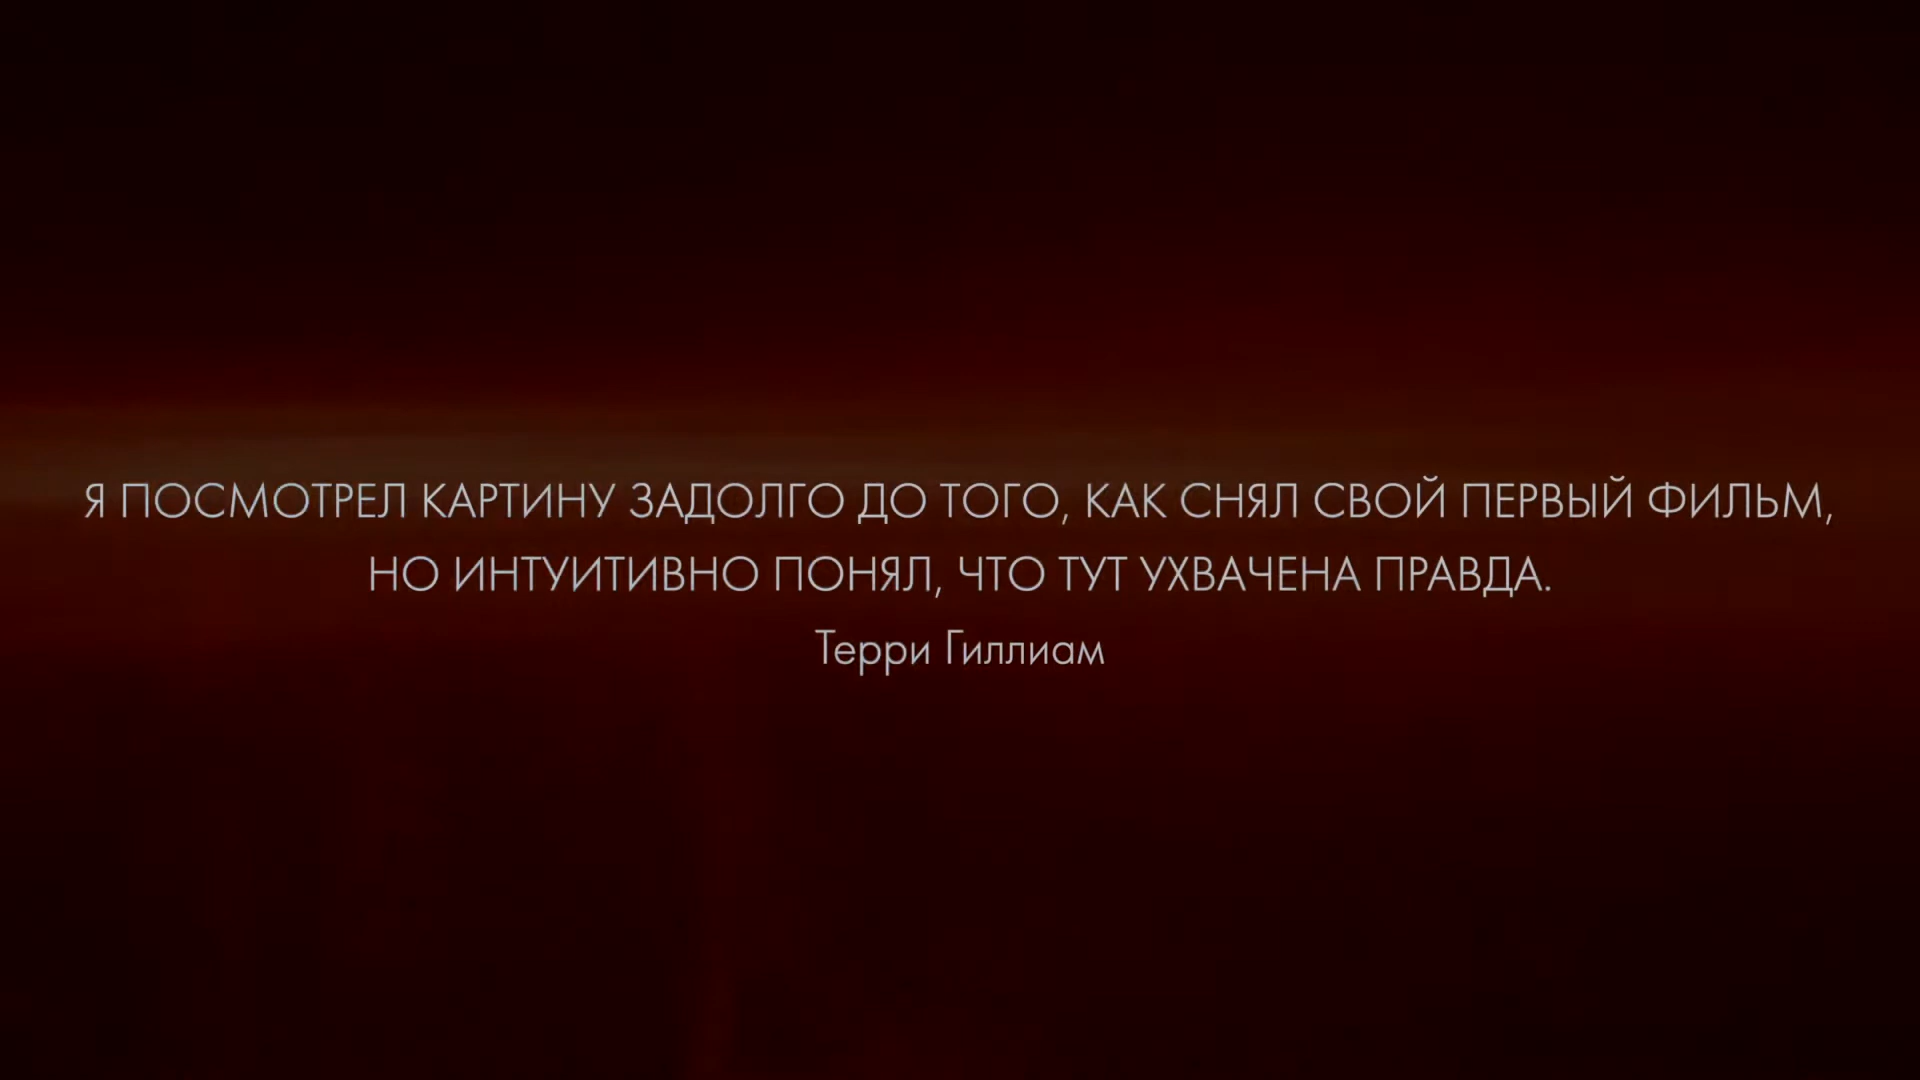 Я ПОСМОТРЕЛ КАРТИНУ ЗАДОЛГО ДО ТОГО, КАК СНЯЛ СВОЙ ПЕРВЫЙ ФИЛЬМ,
НО ИНТУИТИВНО ПОНЯЛ, ЧТО ТУТ УХВАЧЕНА ПРАВДА.
Терри Гиллиам